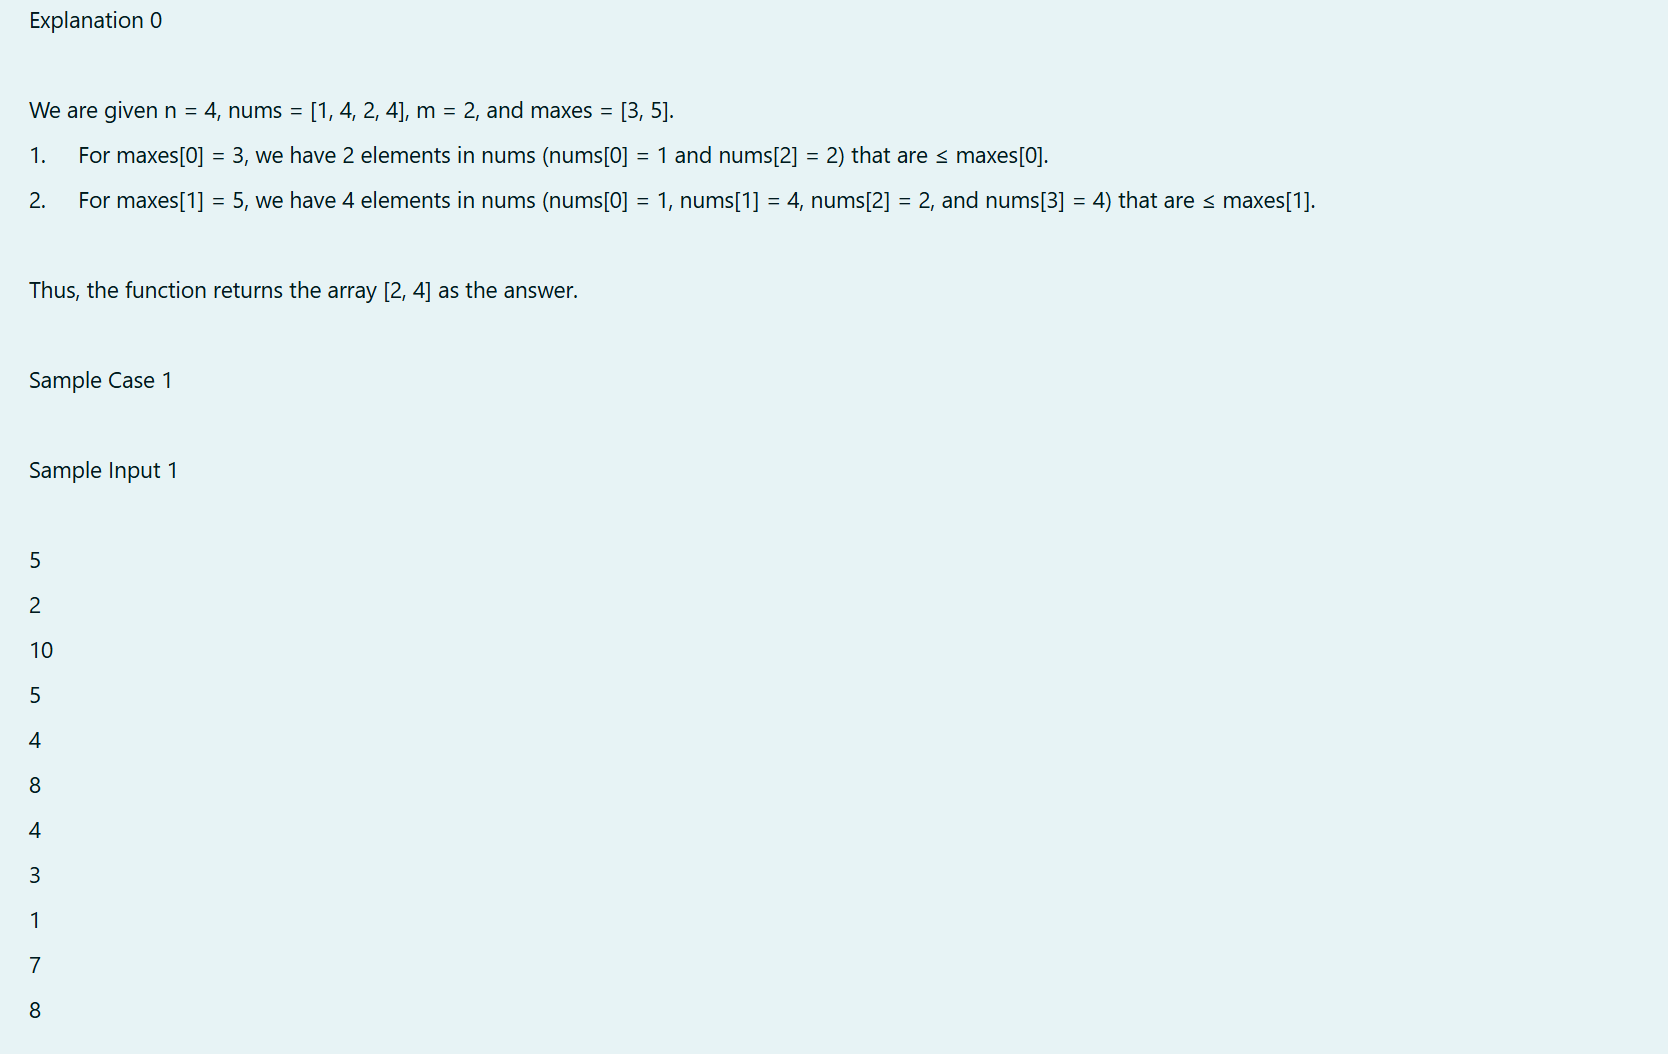 Explanation 0
We are given n = 4, nums = [1, 4, 2, 4], m = 2, and maxes = [3, 5].
1. For maxes[0] = 3, we have 2 elements in nums (nums[0] = 1 and nums[2] = 2) that are ≤ maxes[0].
2. For maxes[1] = 5, we have 4 elements in nums (nums[0] = 1, nums[1] = 4, nums[2] = 2, and nums[3] = 4) that are ≤ maxes[1].
Thus, the function returns the array [2, 4] as the answer.
Sample Case 1
Sample Input 1
5
2
10
5
4
8
4
3
1
7
8